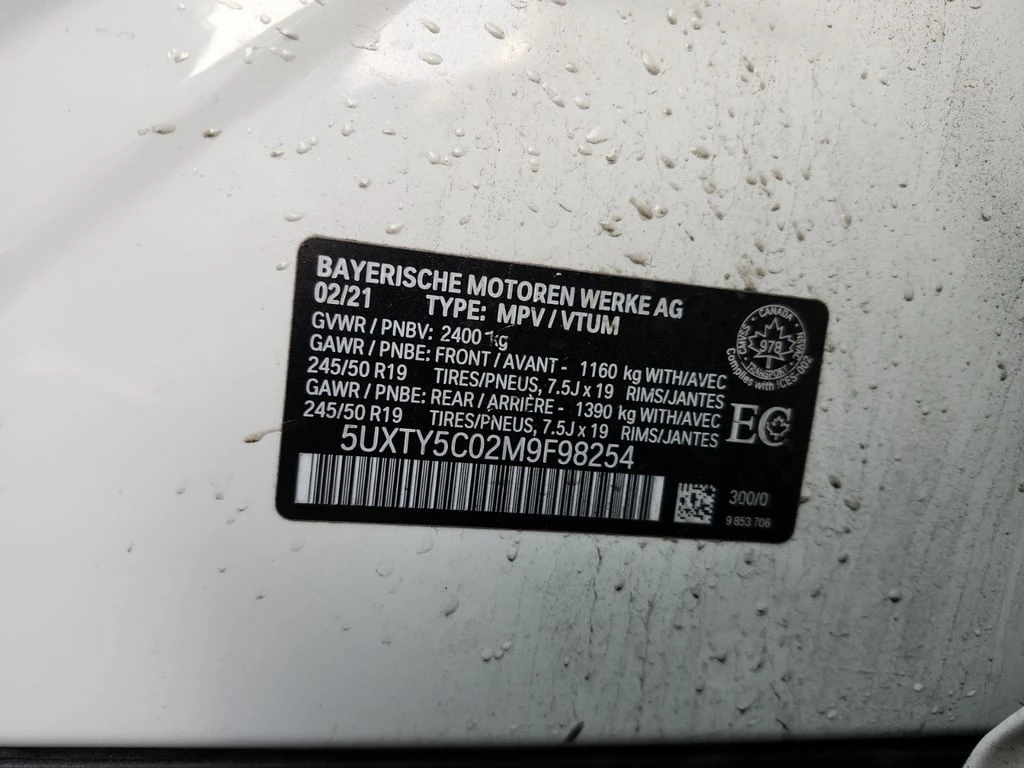 BAYERISCHE MOTOREN WERKE AG
02/21 TYPE: MPV / VTUM
GVWR / PNBV: 2400 kg
GAWR / PNBE: FRONT / AVANT - 1160 kg WITH/AVEC
245/50 R19 TIRES/PNEUS, 7.5J x 19 RIMS/JANTES
GAWR / PNBE: REAR / ARRIÈRE - 1390 kg WITH/AVEC
245/50 R19 TIRES/PNEUS, 7.5J x 19 RIMS/JANTES
5UXTY5C02M9F98254
CANADA
978
TRANSPORT
Complies with ICES-002
EC
300/0
9 853 706